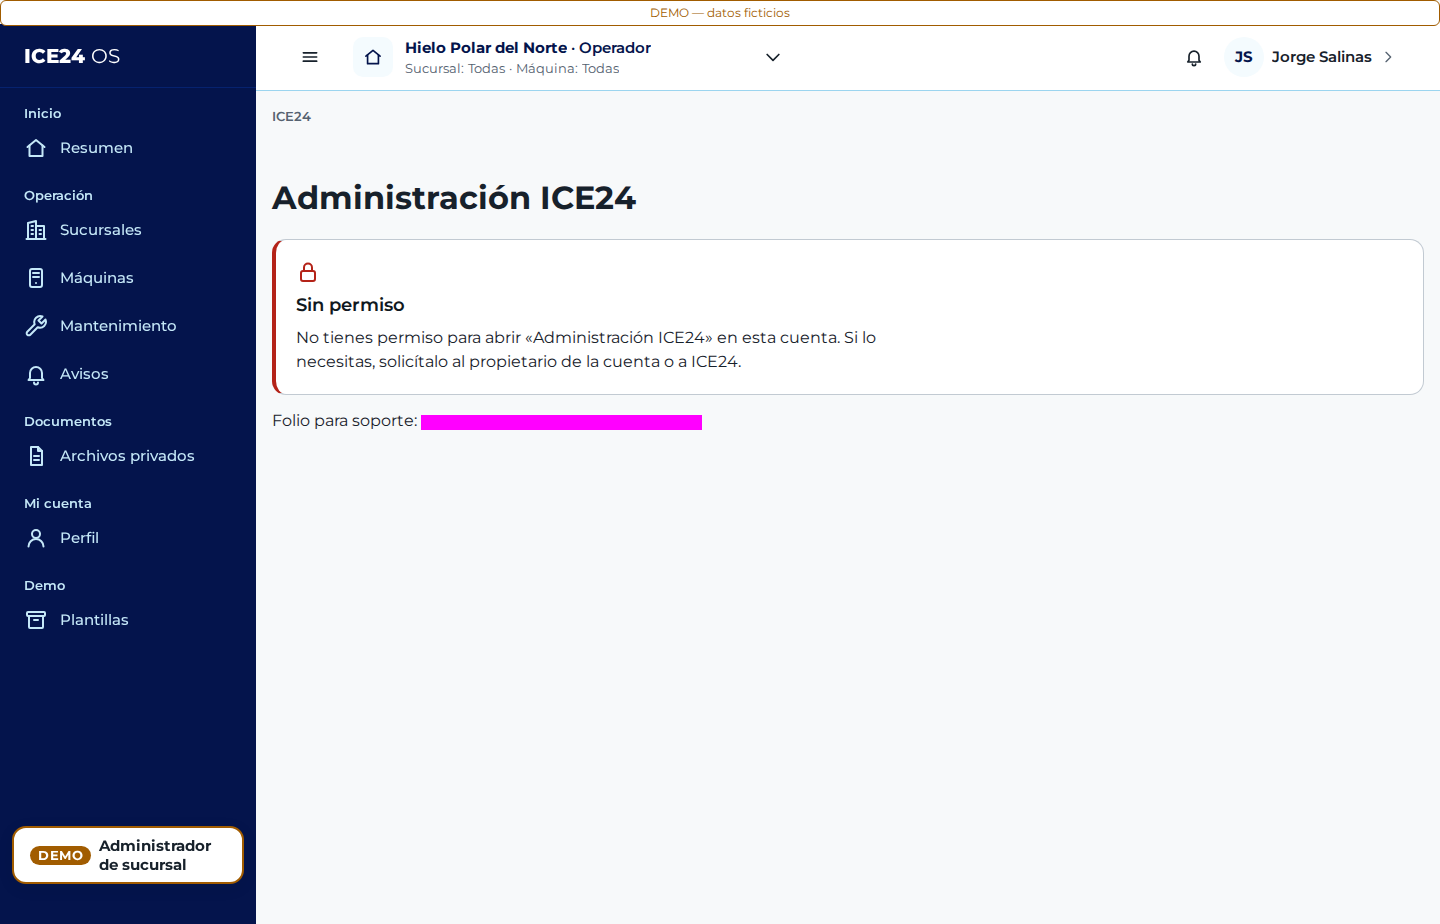 DEMO — datos ficticios
ICE24 OS
Inicio
Resumen
Operación
Sucursales
Máquinas
Mantenimiento
Avisos
Documentos
Archivos privados
Mi cuenta
Perfil
Demo
Plantillas
DEMO Administrador
de sucursal
Hielo Polar del Norte · Operador
Sucursal: Todas · Máquina: Todas
JS Jorge Salinas
ICE24
Administración ICE24
Sin permiso
No tienes permiso para abrir «Administración ICE24» en esta cuenta. Si lo
necesitas, solicítalo al propietario de la cuenta o a ICE24.
Folio para soporte: